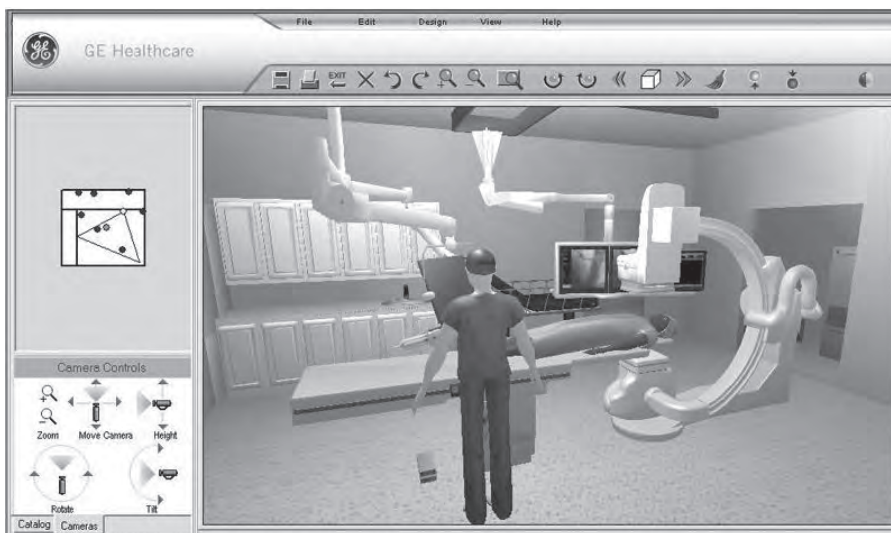 File Edit Design View Help
GE Healthcare
EXIT
Camera Controls
Zoom Move Camera Height
Rotate Tilt
Catalog Cameras